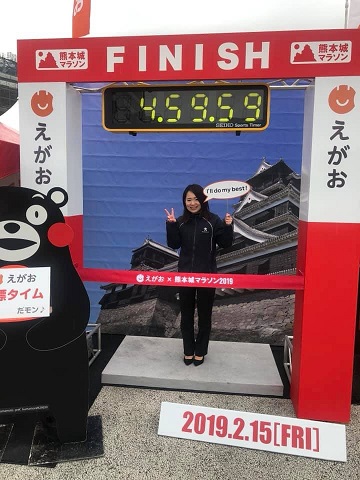 熊本城
マラソン
FINISH
熊本城
マラソン
4.59.59
SEIKO Sports Timer
えがお
えがお
I'll do my best!
えがお × 熊本城マラソン2019
えがお
標タイム
だモン♪
2019.2.15[FRI]